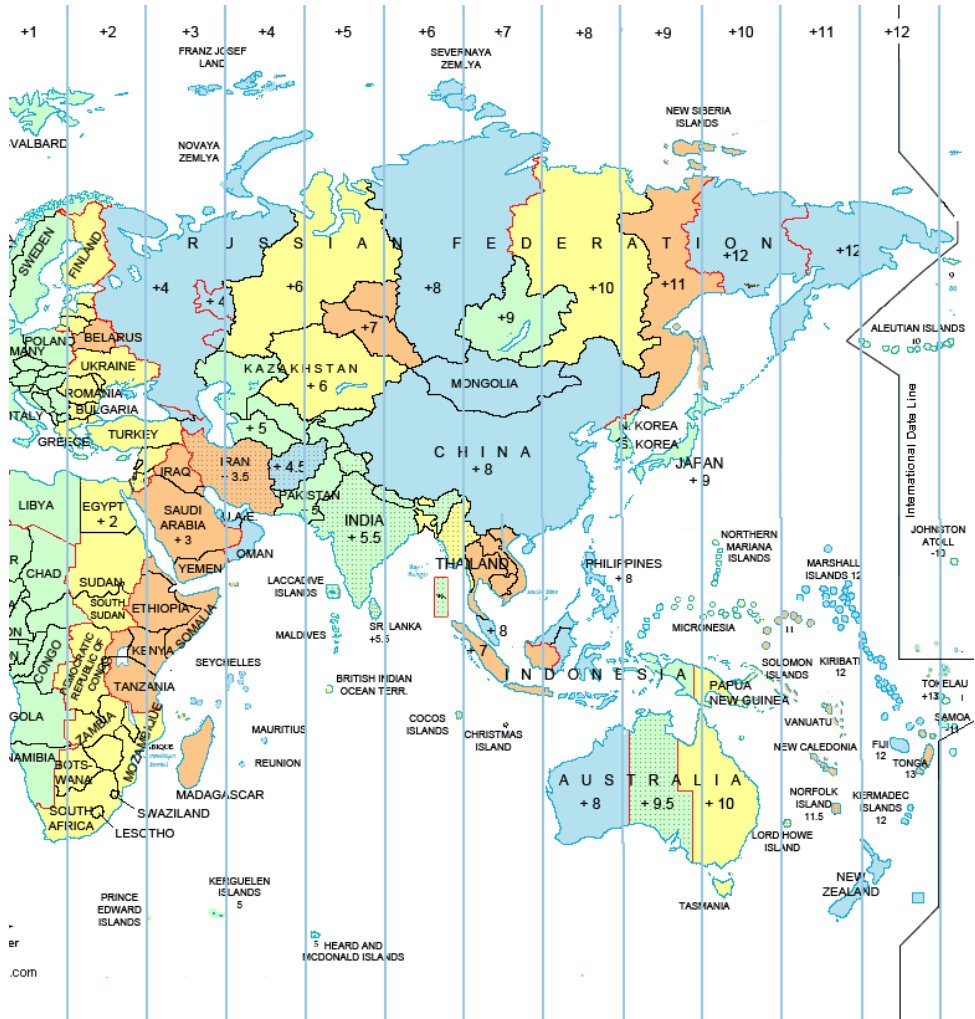 +1
+2
+3
+4
+5
+6
+7
+8
+9
+10
+11
+12
FRANZ JOSEF
LAND
SEVERNAYA
ZEMLYA
NEW SIBERIA
ISLANDS
SVALBARD
NOVAYA
ZEMLYA
SWEDEN
FINLAND
RUSSIAN FEDERATION
+4
+4
+6
+8
+10
+11
+12
+12
9
+7
+9
POLAND
MANY
BELARUS
UKRAINE
ROMANIA
BULGARIA
ITALY
GREECE
TURKEY
KAZAKHSTAN
+ 6
MONGOLIA
ALEUTIAN ISLANDS
10
International Date Line
+ 5
N. KOREA
S. KOREA
JAPAN
+ 9
CHINA
+ 8
IRAQ
IRAN
+ 3.5
+ 4.5
PAKISTAN
+ 5
LIBYA
EGYPT
+ 2
SAUDI
ARABIA
+ 3
U.A.E
OMAN
YEMEN
INDIA
+ 5.5
THAILAND
PHILIPPINES
+ 8
NORTHERN
MARIANA
ISLANDS
MARSHALL
ISLANDS 12
JOHNSTON
ATOLL
-10
CHAD
SUDAN
SOUTH
SUDAN
ETHIOPIA
SOMALIA
LACCADIVE
ISLANDS
MALDIVES
SRI LANKA
+5.5
+ 8
+ 7
MICRONESIA
11
CONGO
DEMOCRATIC
REPUBLIC OF
CONGO
KENYA
TANZANIA
SEYCHELLES
BRITISH INDIAN
OCEAN TERR.
INDONESIA
PAPUA
NEW GUINEA
SOLOMON
ISLANDS
KIRIBATI
12
TOKELAU
+13
GOLA
ZAMBIA
MOZAMBIQUE
MAURITIUS
REUNION
COCOS
ISLANDS
CHRISTMAS
ISLAND
VANUATU
SAMOA
NAMIBIA
BOTS-
WANA
MADAGASCAR
AUSTRALIA
+ 8
+ 9.5
+ 10
NEW CALEDONIA
FIJI
12
TONGA
13
SOUTH
AFRICA
SWAZILAND
LESOTHO
NORFOLK
ISLAND
11.5
KERMADEC
ISLANDS
12
LORD HOWE
ISLAND
PRINCE
EDWARD
ISLANDS
KERGUELEN
ISLANDS
5
TASMANIA
NEW
ZEALAND
5
HEARD AND
MCDONALD ISLANDS
er
.com